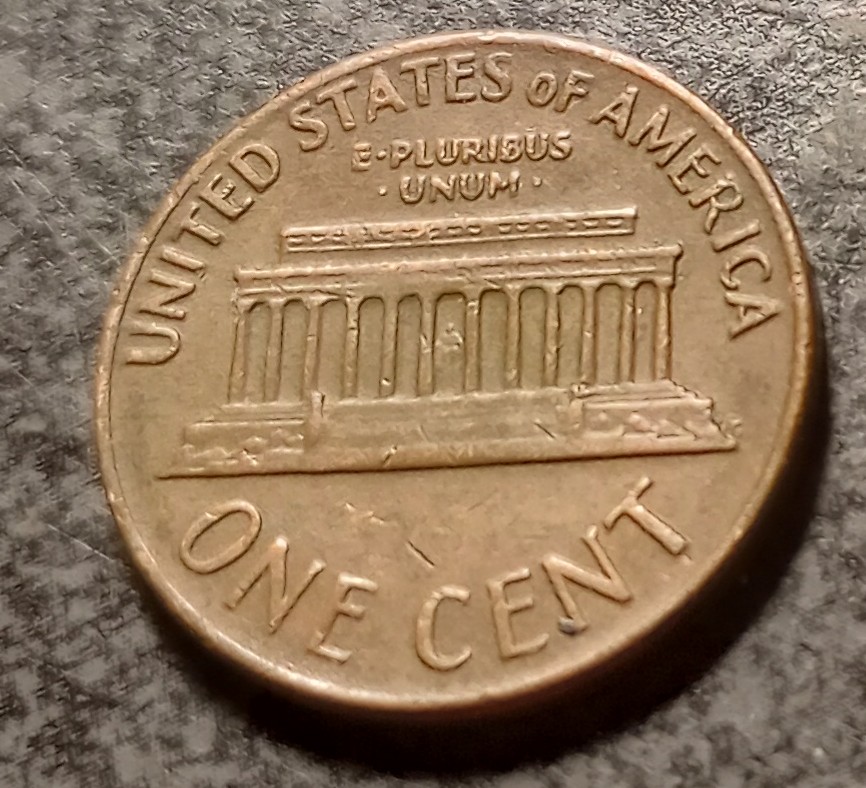 UNITED STATES OF AMERICA
E·PLURIBUS
·UNUM·
ONE CENT